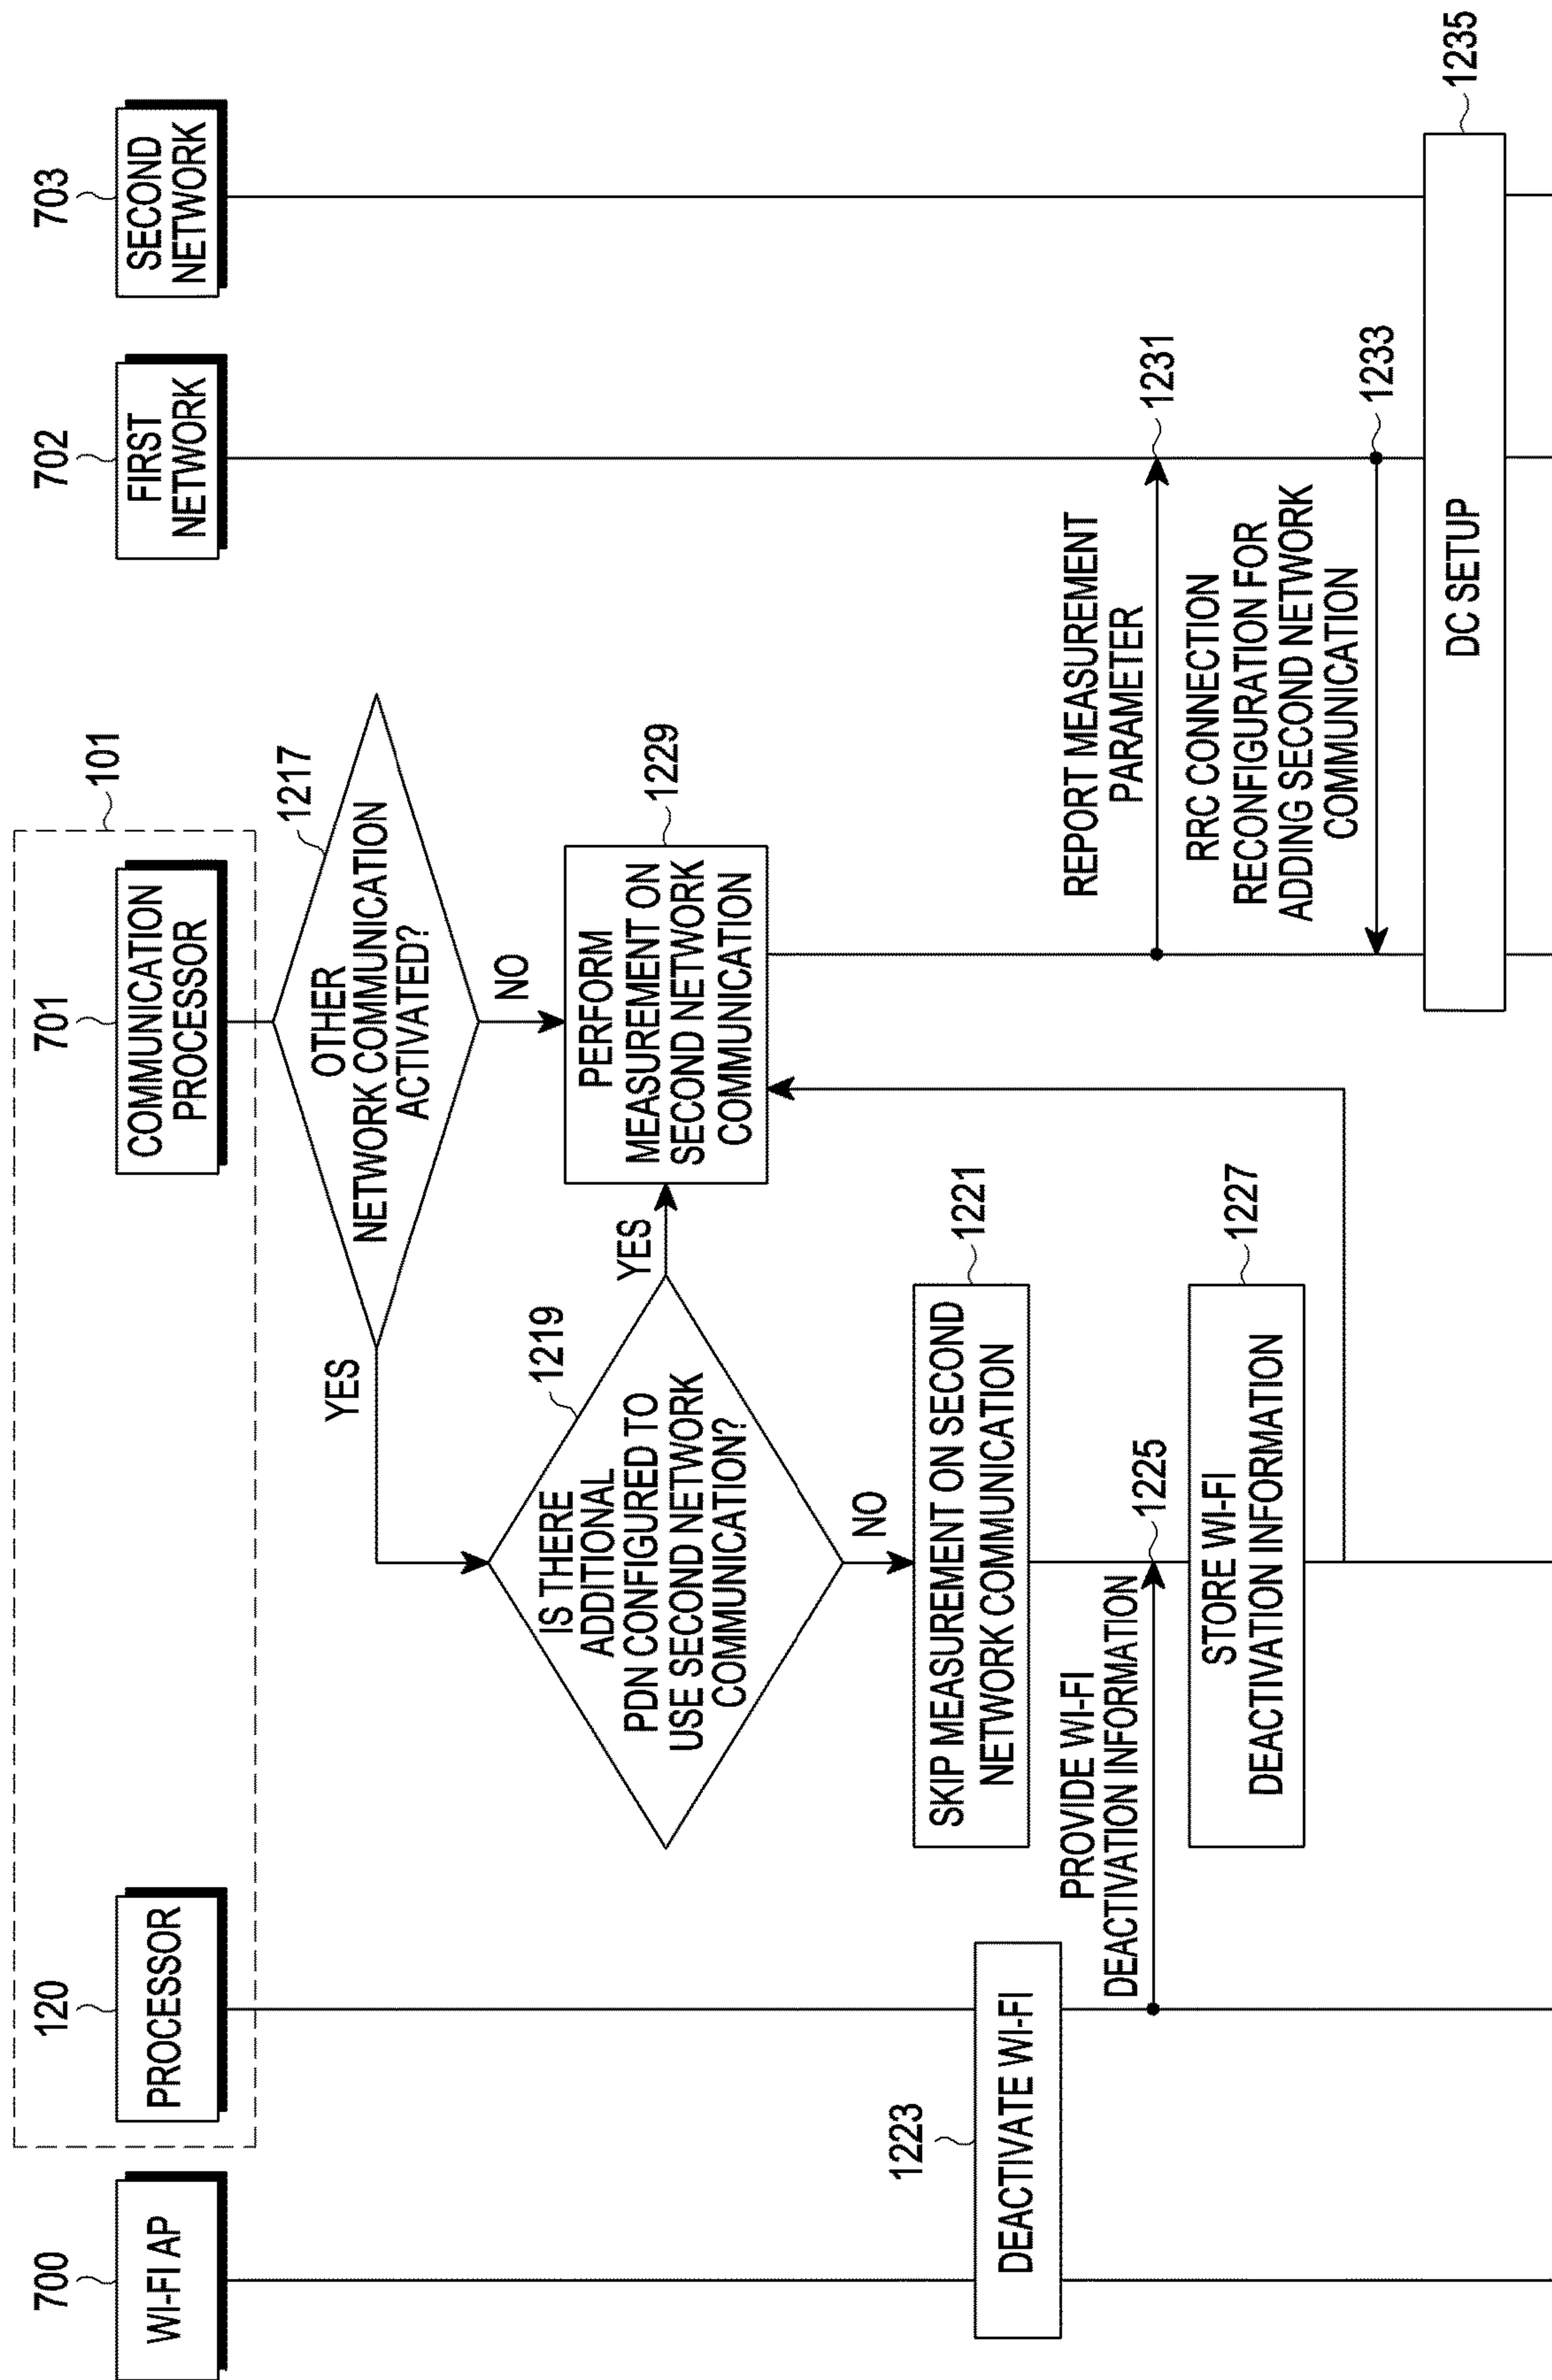 700
WI-FI AP
120
PROCESSOR
701
COMMUNICATION
PROCESSOR
101
702
FIRST
NETWORK
703
SECOND
NETWORK
1217
OTHER
NETWORK COMMUNICATION
ACTIVATED?
YES
NO
1219
IS THERE
ADDITIONAL
PDN CONFIGURED TO
USE SECOND NETWORK
COMMUNICATION?
YES
NO
1229
PERFORM
MEASUREMENT ON
SECOND NETWORK
COMMUNICATION
1221
SKIP MEASUREMENT ON SECOND
NETWORK COMMUNICATION
1223
DEACTIVATE WI-FI
PROVIDE WI-FI
DEACTIVATION INFORMATION
1225
1227
STORE WI-FI
DEACTIVATION INFORMATION
REPORT MEASUREMENT
PARAMETER
1231
RRC CONNECTION
RECONFIGURATION FOR
ADDING SECOND NETWORK
COMMUNICATION
1233
DC SETUP
1235